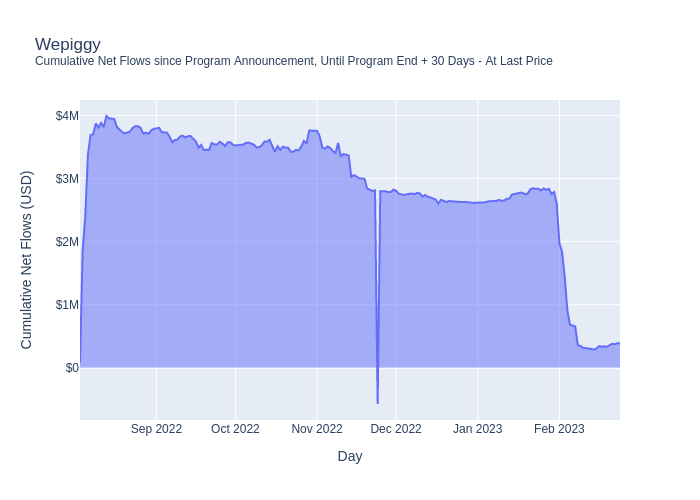 Wepiggy
Cumulative Net Flows since Program Announcement, Until Program End + 30 Days - At Last Price
$4M
$3M
$2M
$1M
$0
Cumulative Net Flows (USD)
Sep 2022
Oct 2022
Nov 2022
Dec 2022
Jan 2023
Feb 2023
Day